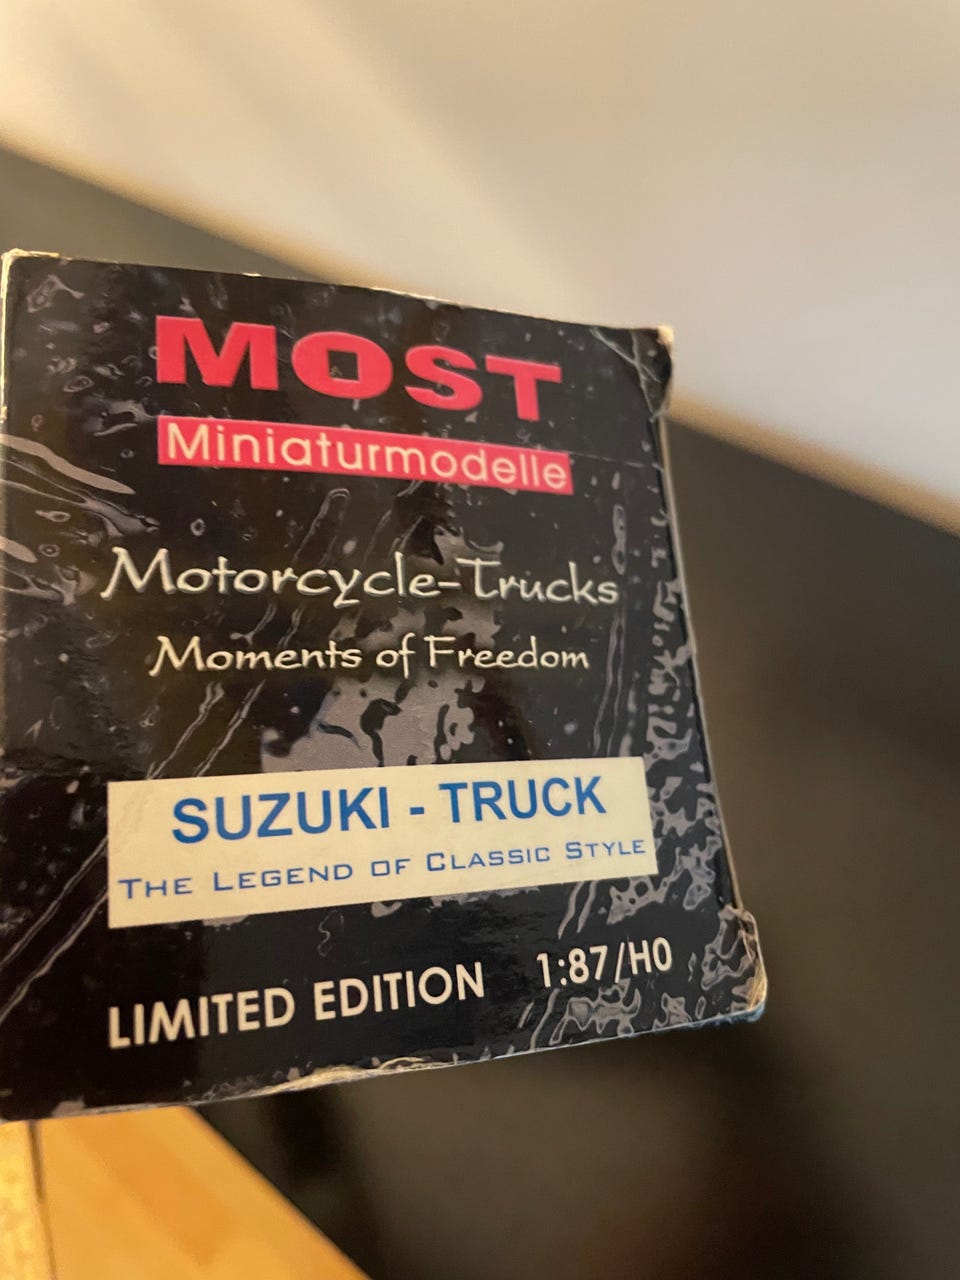 MOST
Miniaturmodelle
Motorcycle-Trucks
Moments of Freedom
SUZUKI - TRUCK
THE LEGEND OF CLASSIC STYLE
LIMITED EDITION 1:87/H0